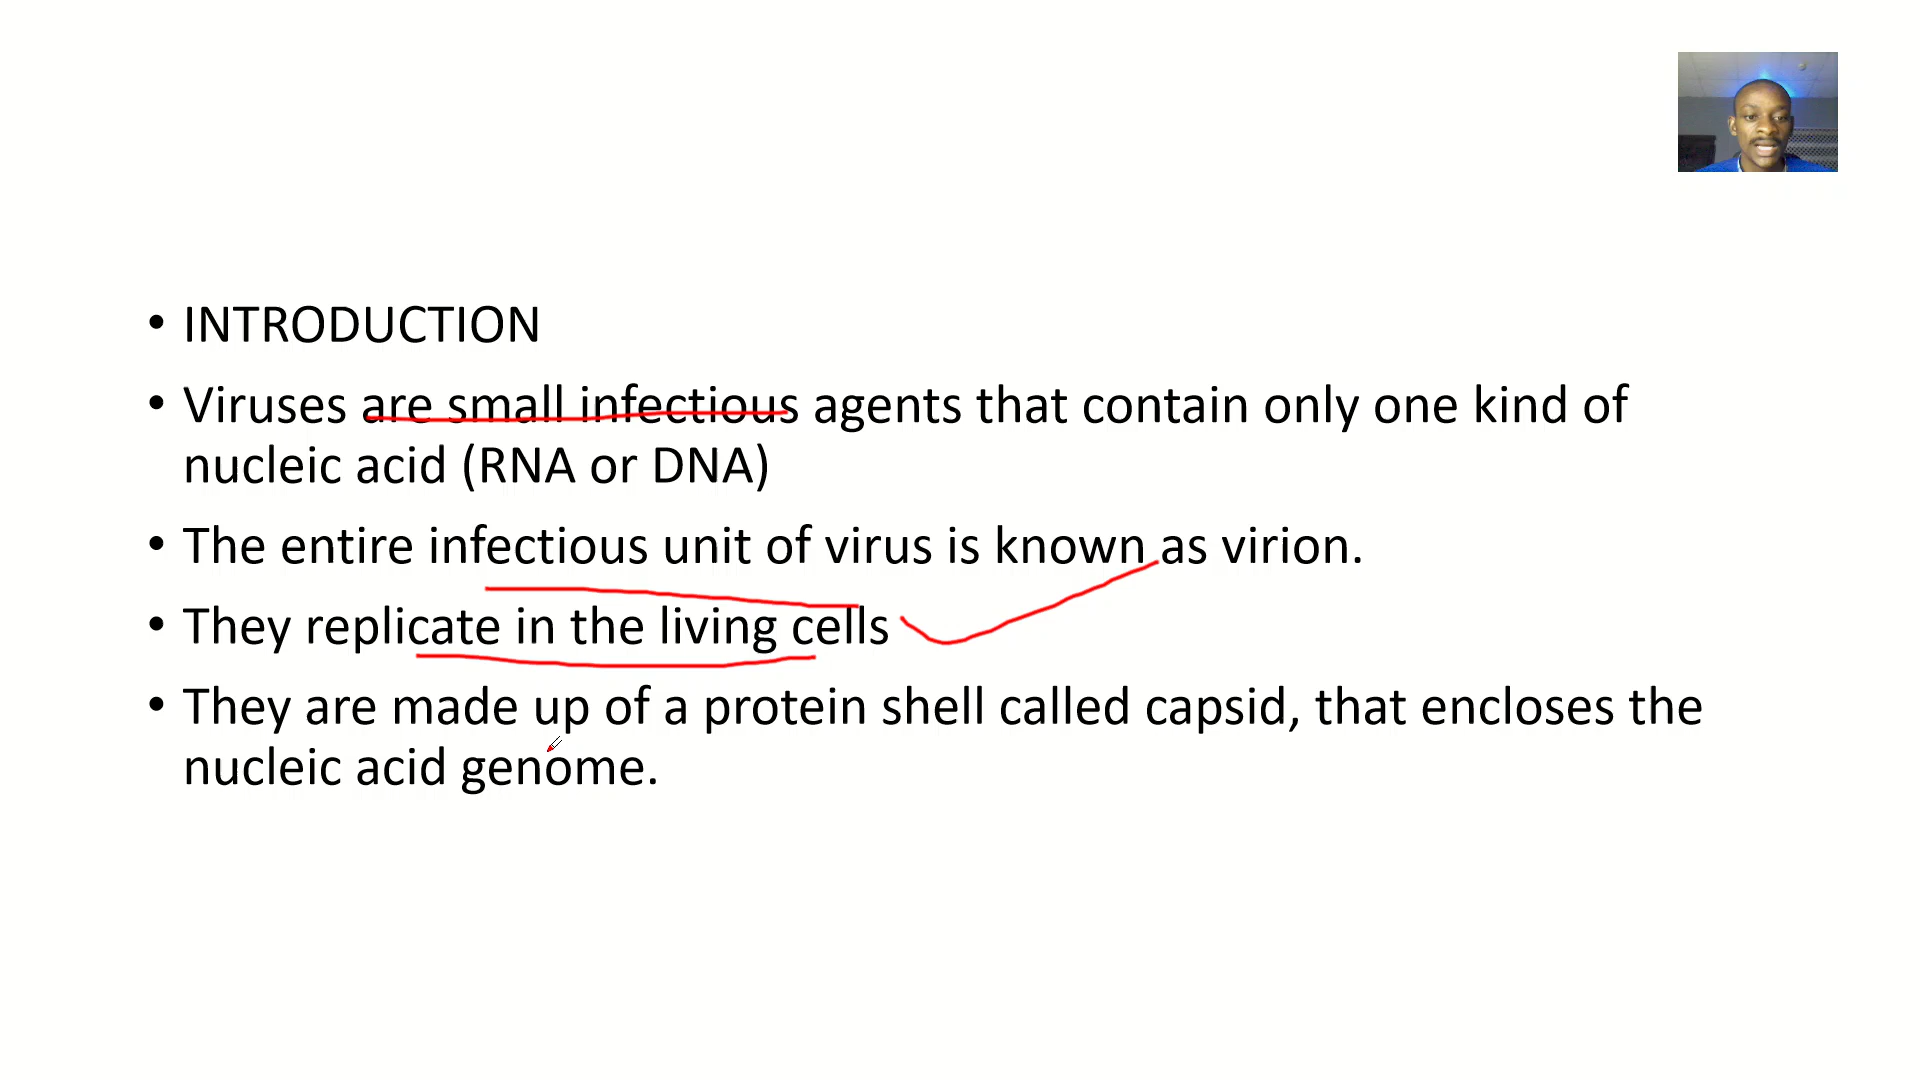 • INTRODUCTION
• Viruses are small infectious agents that contain only one kind of
nucleic acid (RNA or DNA)
• The entire infectious unit of virus is known as virion.
• They replicate in the living cells
• They are made up of a protein shell called capsid, that encloses the
nucleic acid genome.